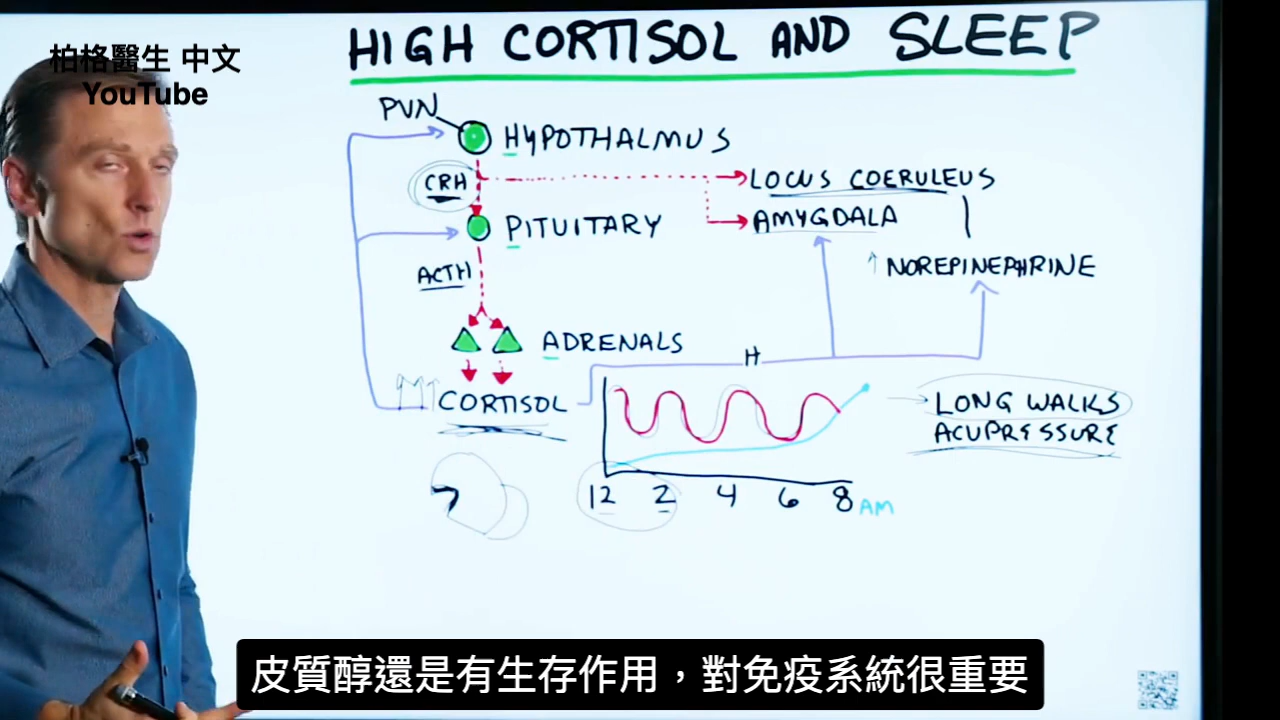 HIGH CORTISOL AND SLEEP
柏格醫生 中文
YouTube
PVN
HYPOTHALMUS
CRH
LOCUS COERULEUS
PITUITARY
AMYGDALA
ACTH
↑ NOREPINEPHRINE
ADRENALS
H
↑↑↑ CORTISOL
LONG WALKS
ACUPRESSURE
12 2 4 6 8 AM
皮質醇還是有生存作用，對免疫系統很重要